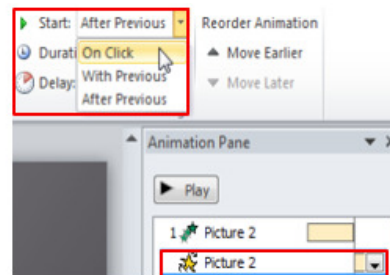 Start: After Previous
Reorder Animation
Durati
On Click
Move Earlier
With Previous
Delay:
Move Later
After Previous
Animation Pane
Play
1 Picture 2
Picture 2